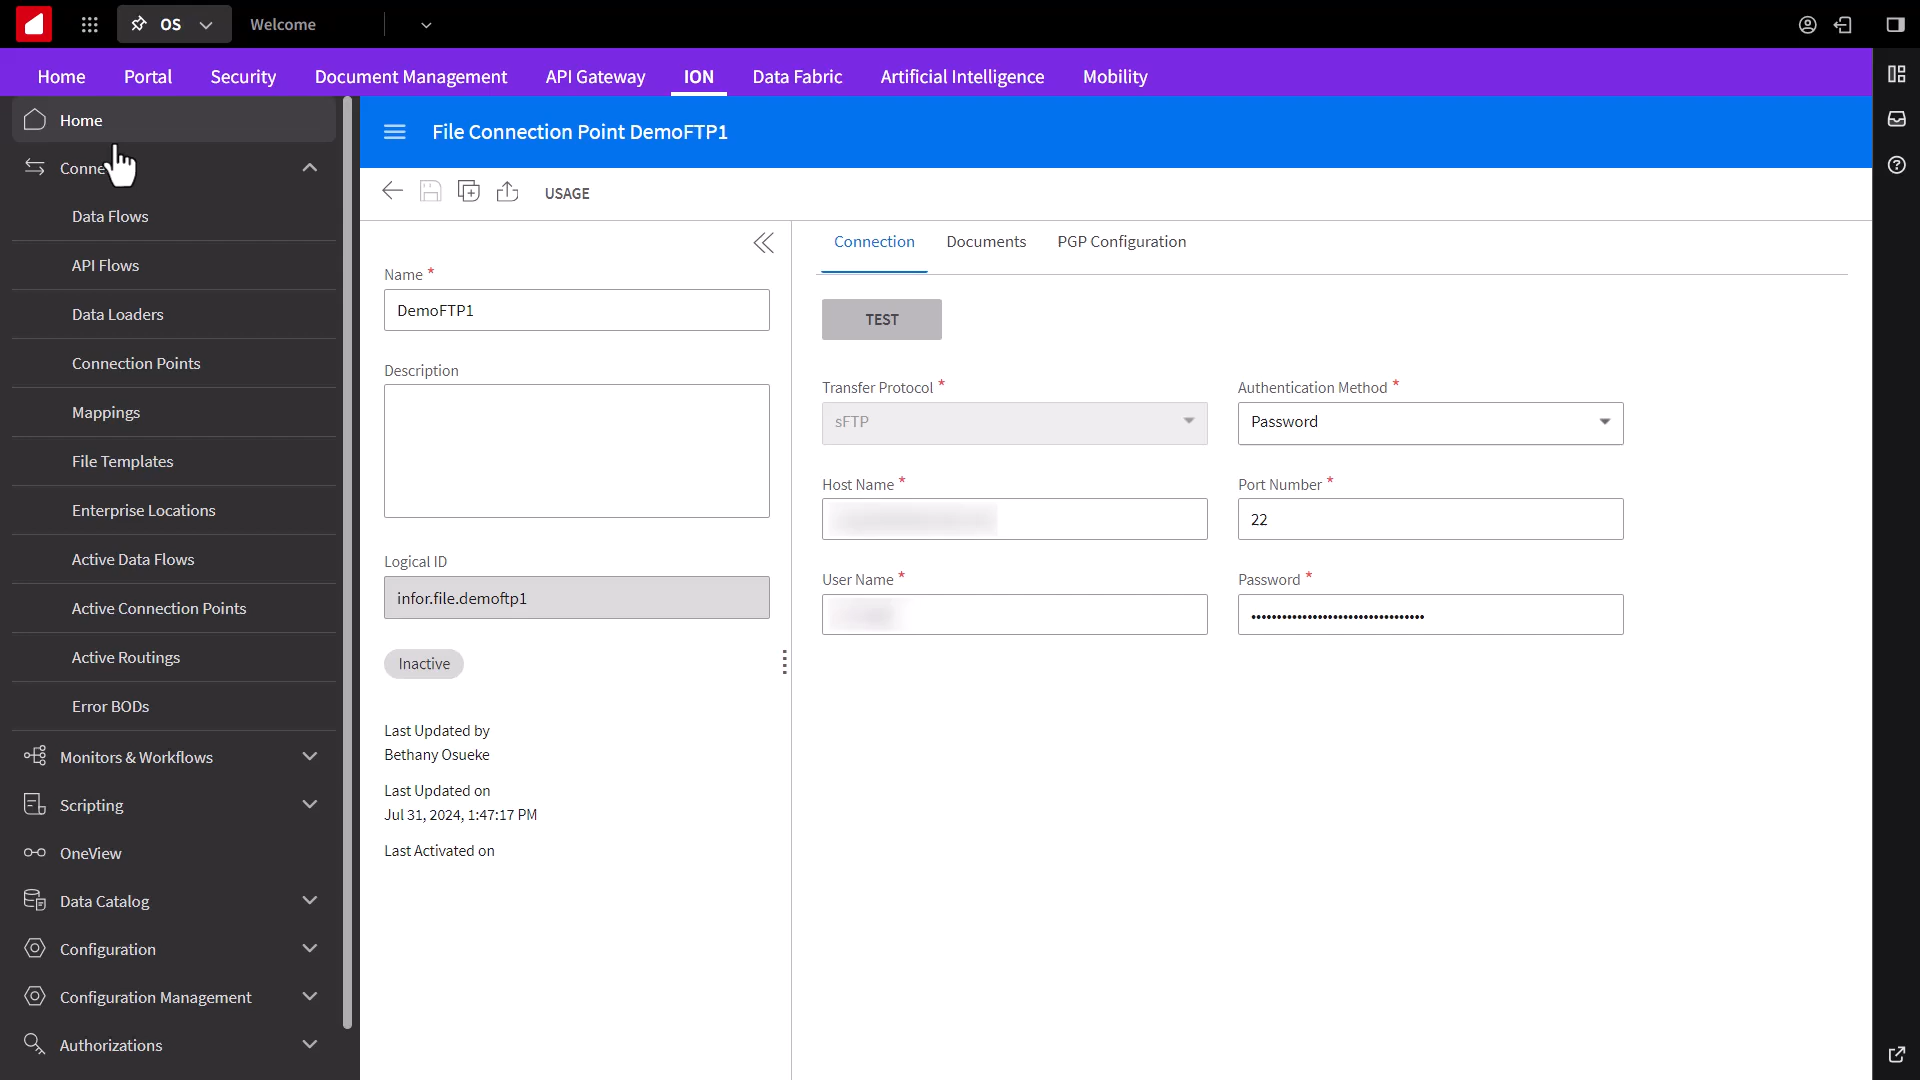 OS
Welcome
Home
Portal
Security
Document Management
API Gateway
ION
Data Fabric
Artificial Intelligence
Mobility
Home
Conne
Data Flows
API Flows
Data Loaders
Connection Points
Mappings
File Templates
Enterprise Locations
Active Data Flows
Active Connection Points
Active Routings
Error BODs
Monitors & Workflows
Scripting
OneView
Data Catalog
Configuration
Configuration Management
Authorizations
File Connection Point DemoFTP1
USAGE
Name *
DemoFTP1
Description
Logical ID
infor.file.demoftp1
Inactive
Last Updated by
Bethany Osueke
Last Updated on
Jul 31, 2024, 1:47:17 PM
Last Activated on
Connection
Documents
PGP Configuration
TEST
Transfer Protocol *
sFTP
Authentication Method *
Password
Host Name *
Port Number *
22
User Name *
Password *